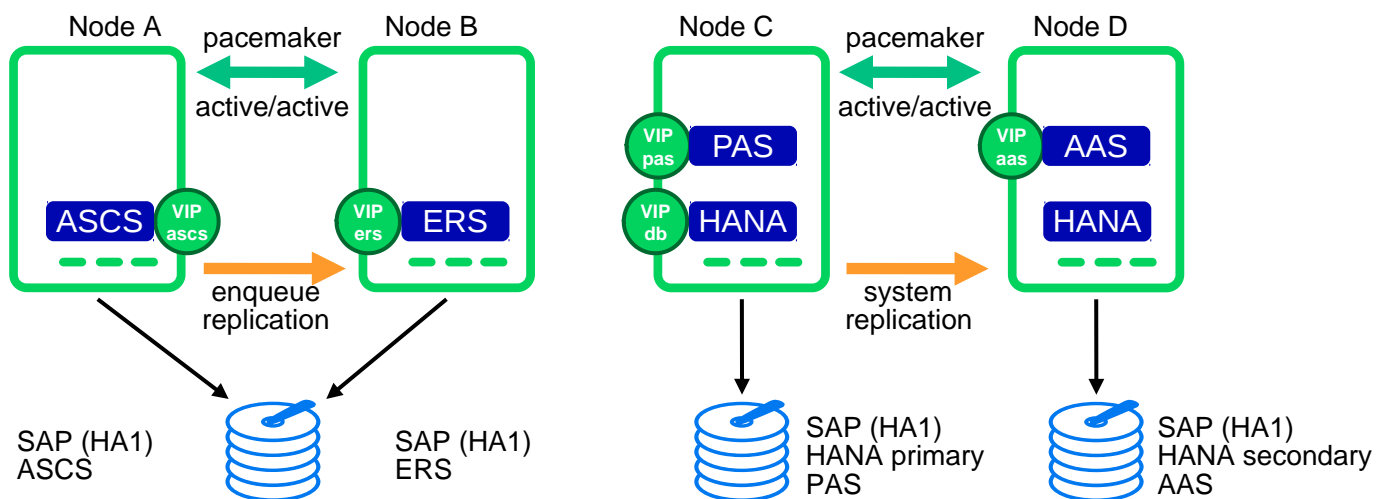 Node A
Node B
pacemaker
active/active
ASCS
VIP
ascs
VIP
ers
ERS
enqueue
replication
SAP (HA1)
ASCS
SAP (HA1)
ERS
Node C
Node D
pacemaker
active/active
VIP
pas
PAS
VIP
aas
AAS
VIP
db
HANA
HANA
system
replication
SAP (HA1)
HANA primary
PAS
SAP (HA1)
HANA secondary
AAS